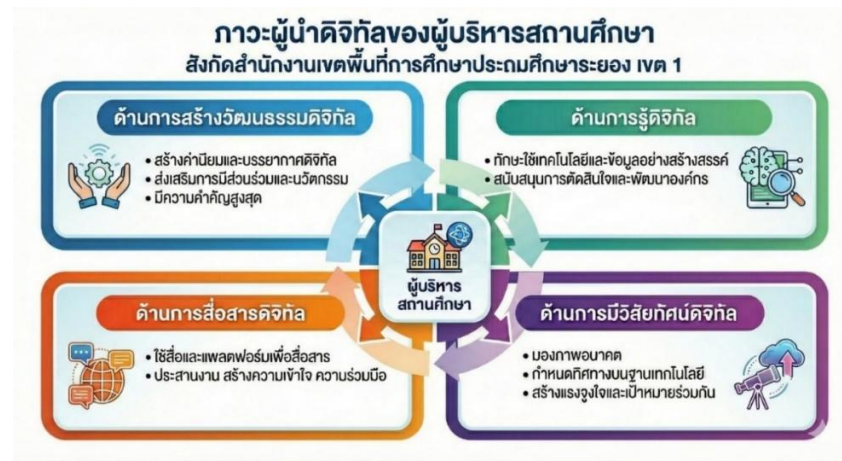 ภาวะผู้นำดิจิทัลของผู้บริหารสถานศึกษา
สังกัดสำนักงานเขตพื้นที่การศึกษาประถมศึกษาระยอง เขต 1
ด้านการสร้างวัฒนธรรมดิจิทัล
• สร้างค่านิยมและบรรยากาศดิจิทัล
• ส่งเสริมการมีส่วนร่วมและนวัตกรรม
• มีความคำคัญสูงสุด
ด้านการรู้ดิจิทัล
• ทักษะใช้เทคโนโลยีและข้อมูลอย่างสร้างสรรค์
• สนับสนุนการตัดสินใจและพัฒนาองค์กร
ผู้บริหาร
สถานศึกษา
ด้านการสื่อสารดิจิทัล
• ใช้สื่อและแพลตฟอร์มเพื่อสื่อสาร
• ประสานงาน สร้างความเข้าใจ ความร่วมมือ
ด้านการมีวิสัยทัศน์ดิจิทัล
• มองภาพอนาคต
• กำหนดทิศทางบนฐานเทคโนโลยี
• สร้างแรงจูงใจและเป้าหมายร่วมกัน